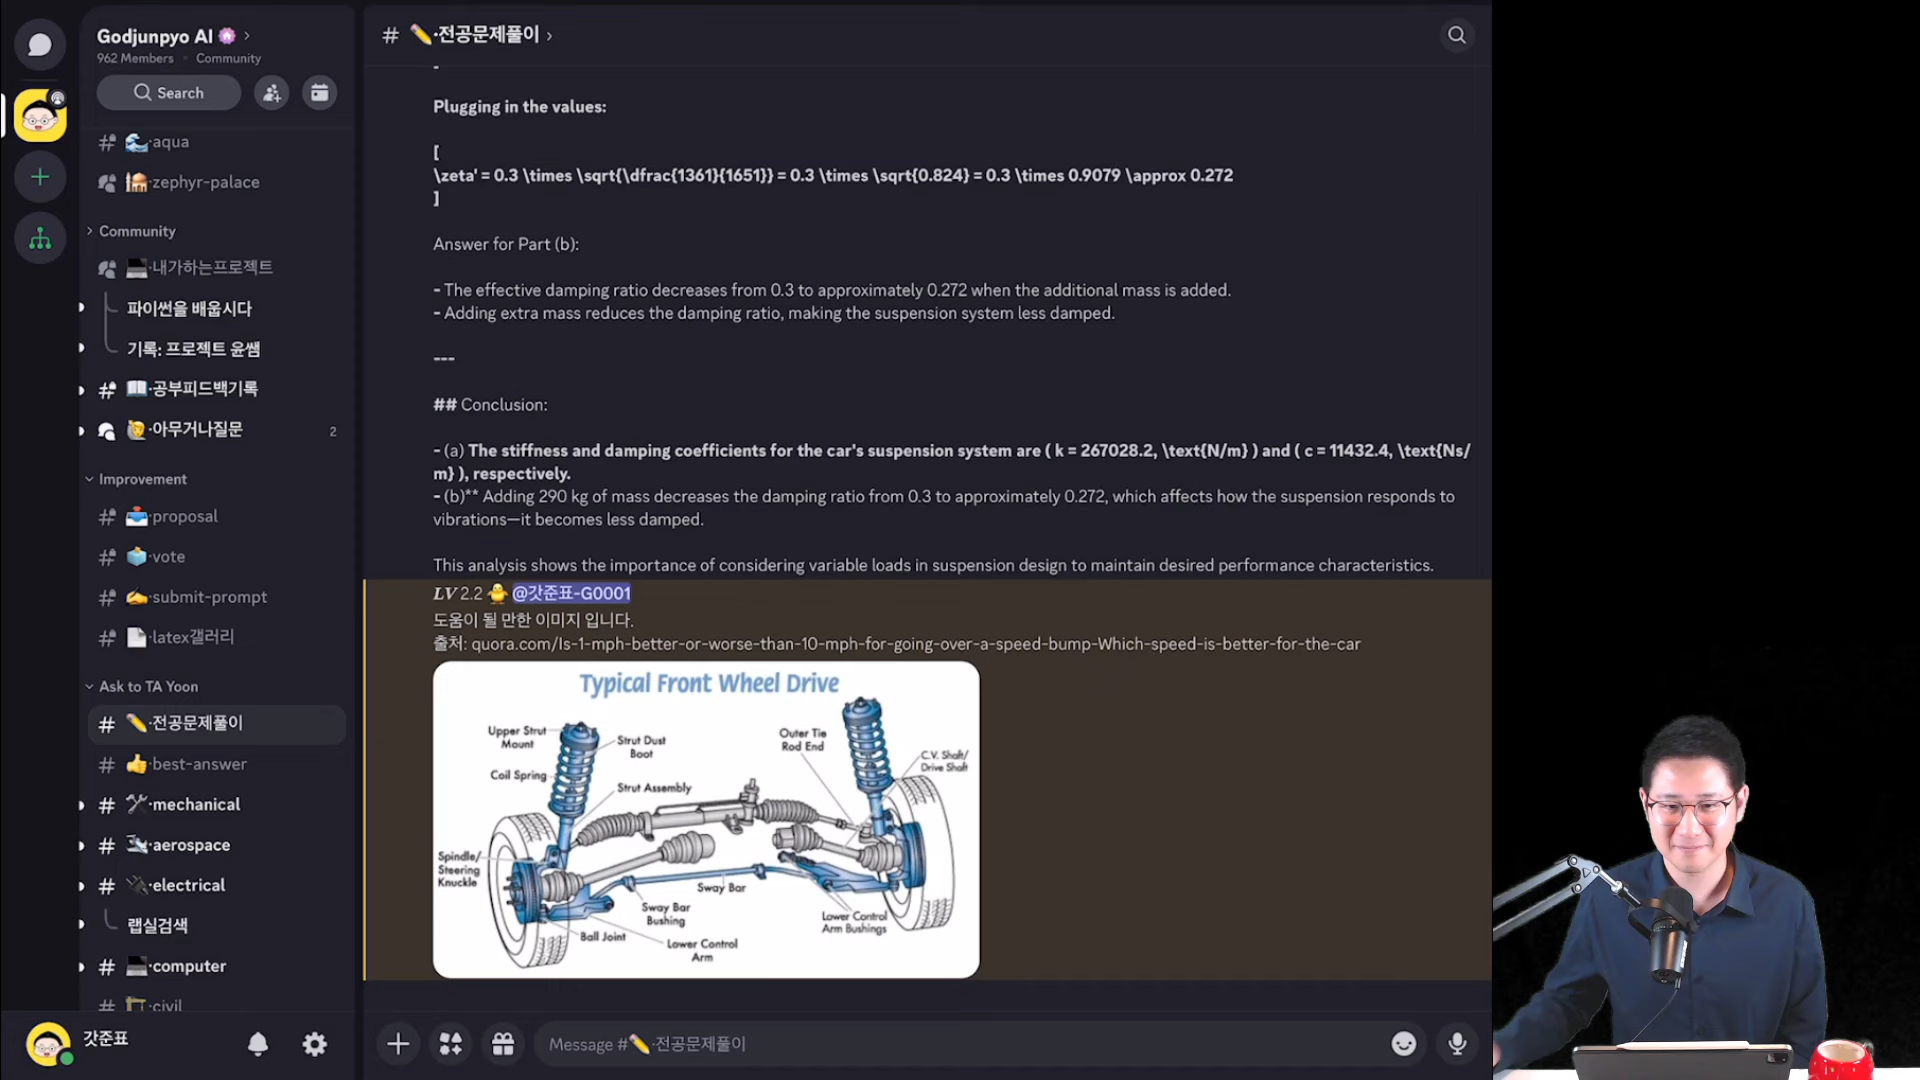 Godjunpyo AI
962 Members • Community
Search
aqua
zephyr-palace
Community
내가하는프로젝트
파이썬을 배웁시다
기록: 프로젝트 윤쌤
공부피드백기록
아무거나질문
2
Improvement
proposal
vote
submit-prompt
latex갤러리
Ask to TA Yoon
전공문제풀이
best-answer
mechanical
aerospace
electrical
랩실검색
computer
civil
갓준표
# ✏️·전공문제풀이 ›
Plugging in the values:
[
\zeta' = 0.3 \times \sqrt{\dfrac{1361}{1651}} = 0.3 \times \sqrt{0.824} = 0.3 \times 0.9079 \approx 0.272
]
Answer for Part (b):
- The effective damping ratio decreases from 0.3 to approximately 0.272 when the additional mass is added.
- Adding extra mass reduces the damping ratio, making the suspension system less damped.
---
## Conclusion:
- (a) The stiffness and damping coefficients for the car's suspension system are ( k = 267028.2, \text{N/m} ) and ( c = 11432.4, \text{Ns/
m} ), respectively.
- (b)** Adding 290 kg of mass decreases the damping ratio from 0.3 to approximately 0.272, which affects how the suspension responds to
vibrations—it becomes less damped.
This analysis shows the importance of considering variable loads in suspension design to maintain desired performance characteristics.
LV 2.2 🐥 @갓준표-G0001
도움이 될 만한 이미지 입니다.
출처: quora.com/Is-1-mph-better-or-worse-than-10-mph-for-going-over-a-speed-bump-Which-speed-is-better-for-the-car
Typical Front Wheel Drive
Upper Strut
Mount
Strut Dust
Boot
Coil Spring
Strut Assembly
Outer Tie
Rod End
C.V. Shaft/
Drive Shaft
Spindle/
Steering
Knuckle
Sway Bar
Sway Bar
Bushing
Ball Joint
Lower Control
Arm
Lower Control
Arm Bushings
Message #✏️·전공문제풀이